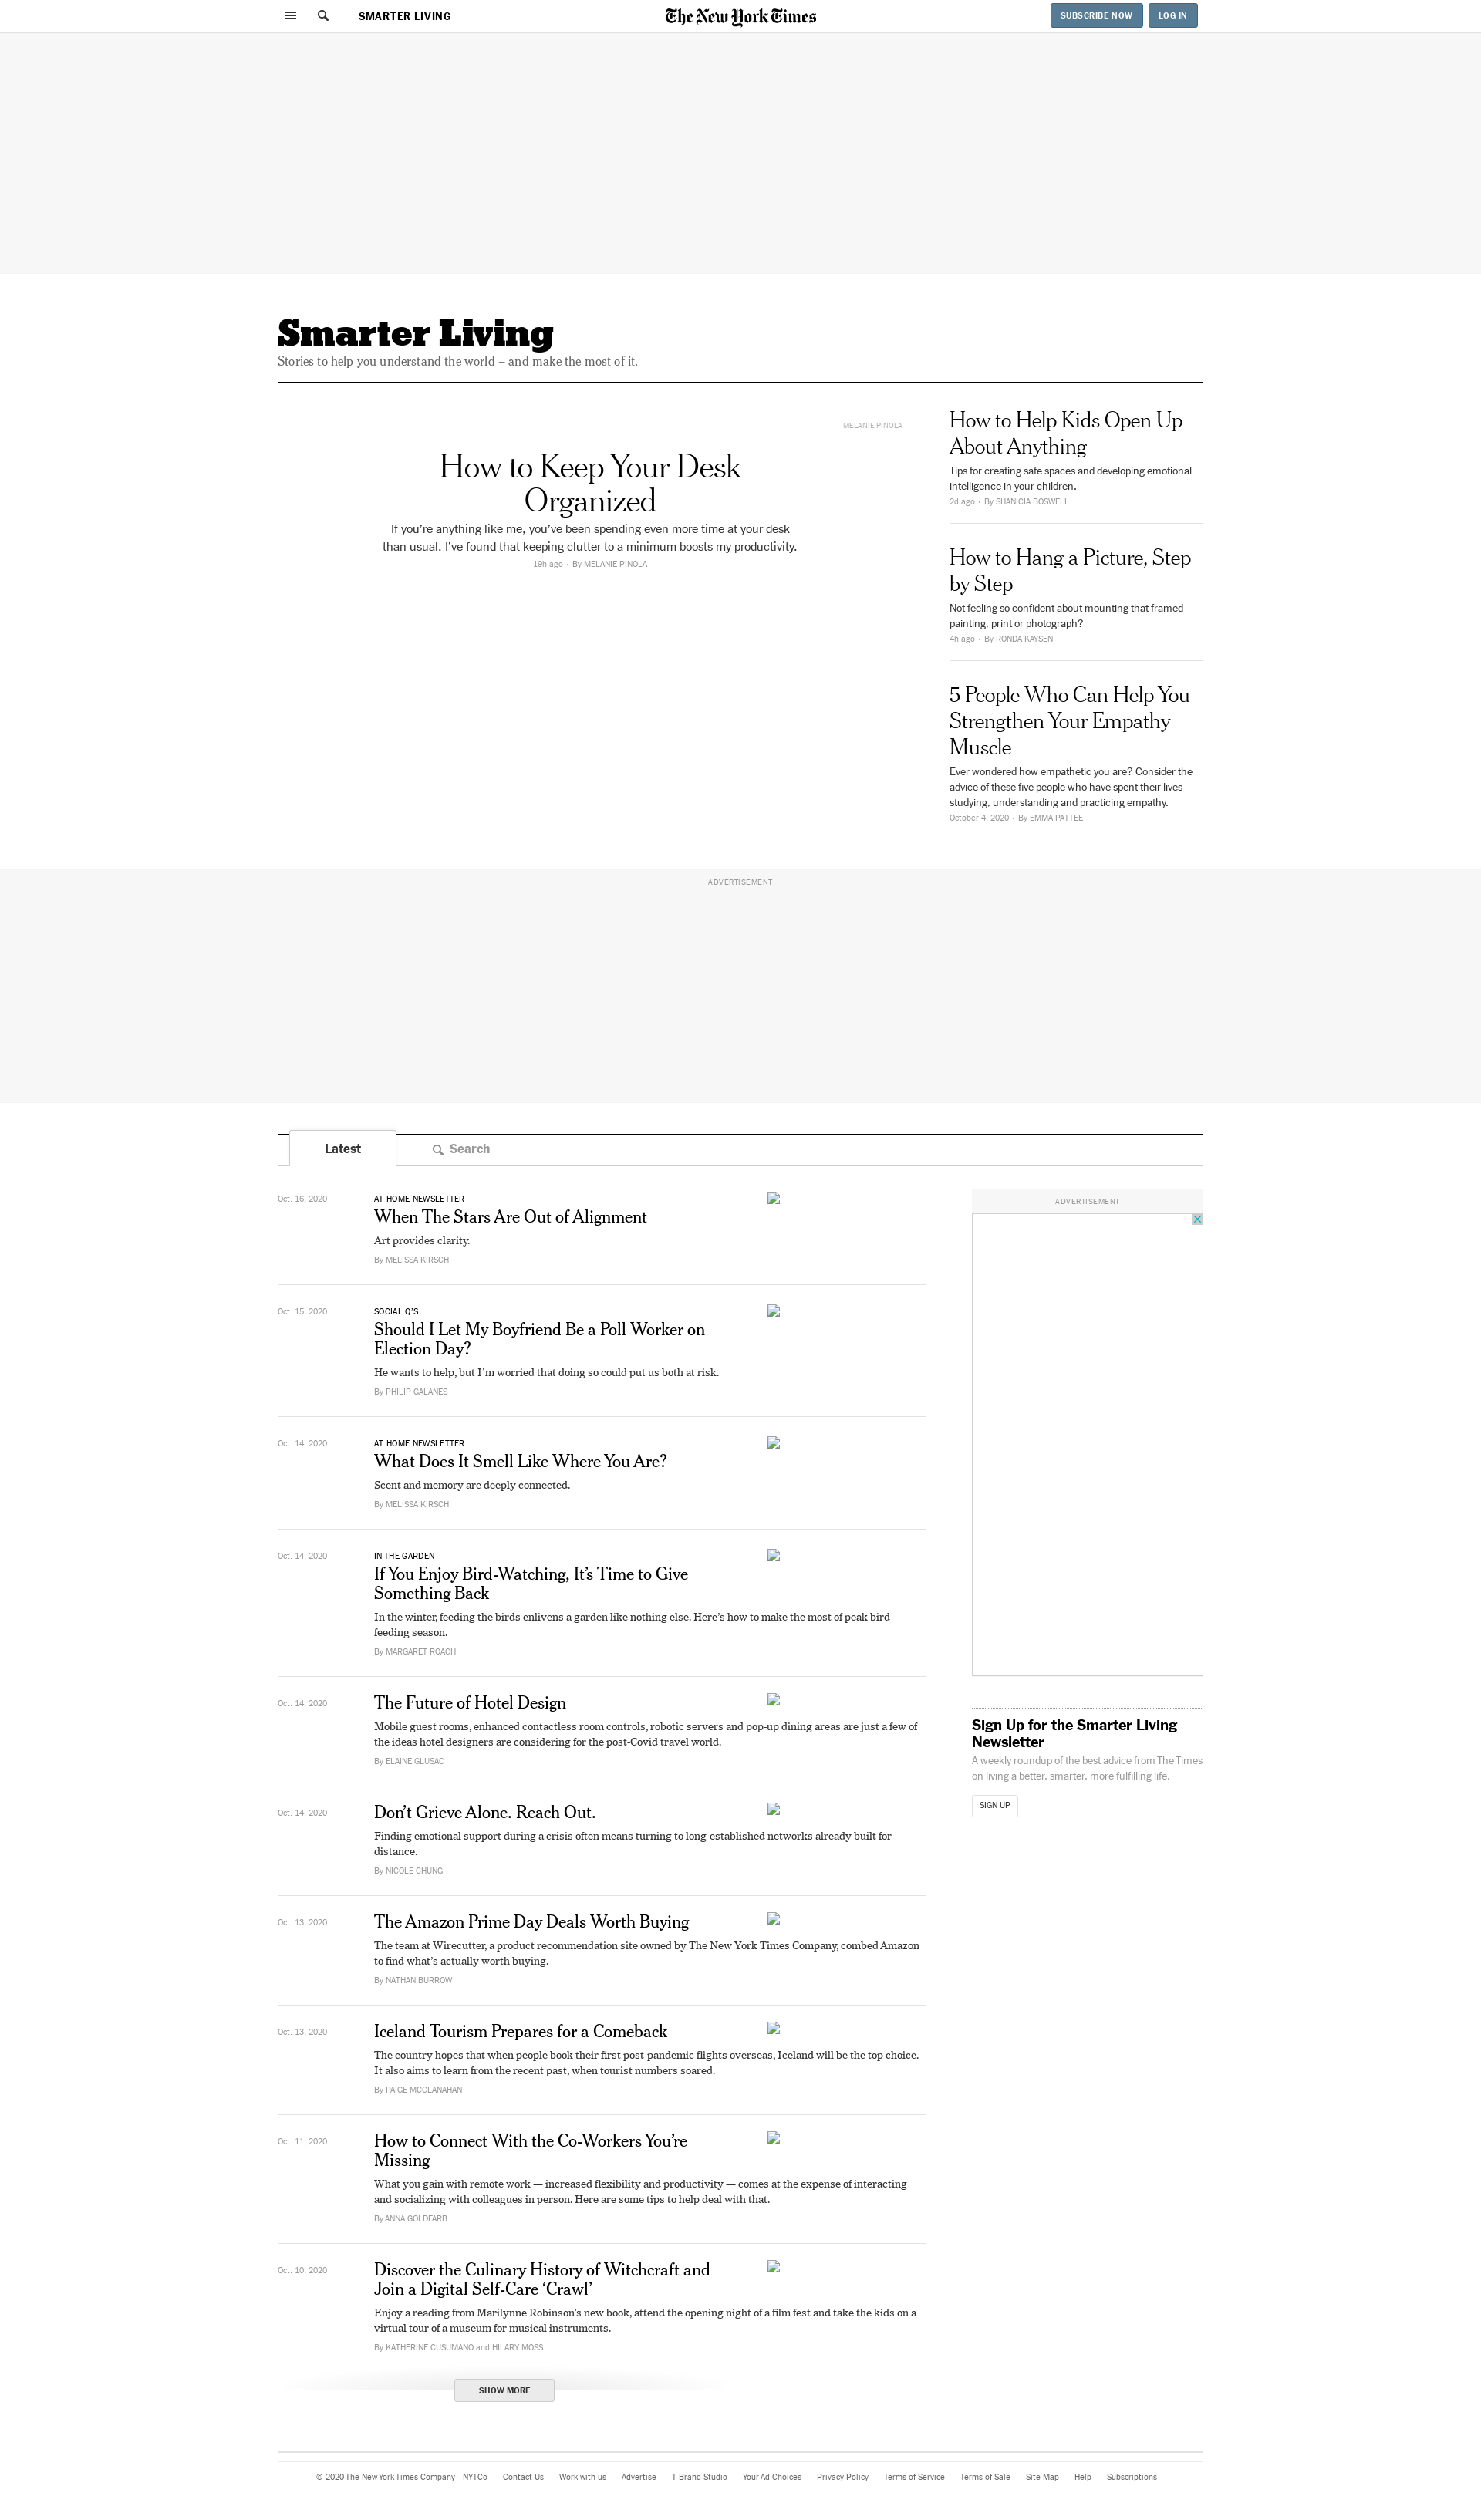 SMARTER LIVING
The New York Times
SUBSCRIBE NOW
LOG IN
Smarter Living
Stories to help you understand the world – and make the most of it.
MELANIE PINOLA
How to Keep Your Desk
Organized
If you’re anything like me, you’ve been spending even more time at your desk
than usual. I’ve found that keeping clutter to a minimum boosts my productivity.
19h ago • By MELANIE PINOLA
How to Help Kids Open Up
About Anything
Tips for creating safe spaces and developing emotional
intelligence in your children.
2d ago • By SHANICIA BOSWELL
How to Hang a Picture, Step
by Step
Not feeling so confident about mounting that framed
painting, print or photograph?
4h ago • By RONDA KAYSEN
5 People Who Can Help You
Strengthen Your Empathy
Muscle
Ever wondered how empathetic you are? Consider the
advice of these five people who have spent their lives
studying, understanding and practicing empathy.
October 4, 2020 • By EMMA PATTEE
ADVERTISEMENT
Latest
Search
Oct. 16, 2020
AT HOME NEWSLETTER
When The Stars Are Out of Alignment
Art provides clarity.
By MELISSA KIRSCH
Oct. 15, 2020
SOCIAL Q’S
Should I Let My Boyfriend Be a Poll Worker on
Election Day?
He wants to help, but I’m worried that doing so could put us both at risk.
By PHILIP GALANES
Oct. 14, 2020
AT HOME NEWSLETTER
What Does It Smell Like Where You Are?
Scent and memory are deeply connected.
By MELISSA KIRSCH
Oct. 14, 2020
IN THE GARDEN
If You Enjoy Bird-Watching, It’s Time to Give
Something Back
In the winter, feeding the birds enlivens a garden like nothing else. Here’s how to make the most of peak bird-
feeding season.
By MARGARET ROACH
Oct. 14, 2020
The Future of Hotel Design
Mobile guest rooms, enhanced contactless room controls, robotic servers and pop-up dining areas are just a few of
the ideas hotel designers are considering for the post-Covid travel world.
By ELAINE GLUSAC
Oct. 14, 2020
Don’t Grieve Alone. Reach Out.
Finding emotional support during a crisis often means turning to long-established networks already built for
distance.
By NICOLE CHUNG
Oct. 13, 2020
The Amazon Prime Day Deals Worth Buying
The team at Wirecutter, a product recommendation site owned by The New York Times Company, combed Amazon
to find what’s actually worth buying.
By NATHAN BURROW
Oct. 13, 2020
Iceland Tourism Prepares for a Comeback
The country hopes that when people book their first post-pandemic flights overseas, Iceland will be the top choice.
It also aims to learn from the recent past, when tourist numbers soared.
By PAIGE MCCLANAHAN
Oct. 11, 2020
How to Connect With the Co-Workers You’re
Missing
What you gain with remote work — increased flexibility and productivity — comes at the expense of interacting
and socializing with colleagues in person. Here are some tips to help deal with that.
By ANNA GOLDFARB
Oct. 10, 2020
Discover the Culinary History of Witchcraft and
Join a Digital Self-Care ‘Crawl’
Enjoy a reading from Marilynne Robinson’s new book, attend the opening night of a film fest and take the kids on a
virtual tour of a museum for musical instruments.
By KATHERINE CUSUMANO and HILARY MOSS
SHOW MORE
ADVERTISEMENT
Sign Up for the Smarter Living
Newsletter
A weekly roundup of the best advice from The Times
on living a better, smarter, more fulfilling life.
SIGN UP
© 2020 The New York Times Company NYTCo Contact Us Work with us Advertise T Brand Studio Your Ad Choices Privacy Policy Terms of Service Terms of Sale Site Map Help Subscriptions